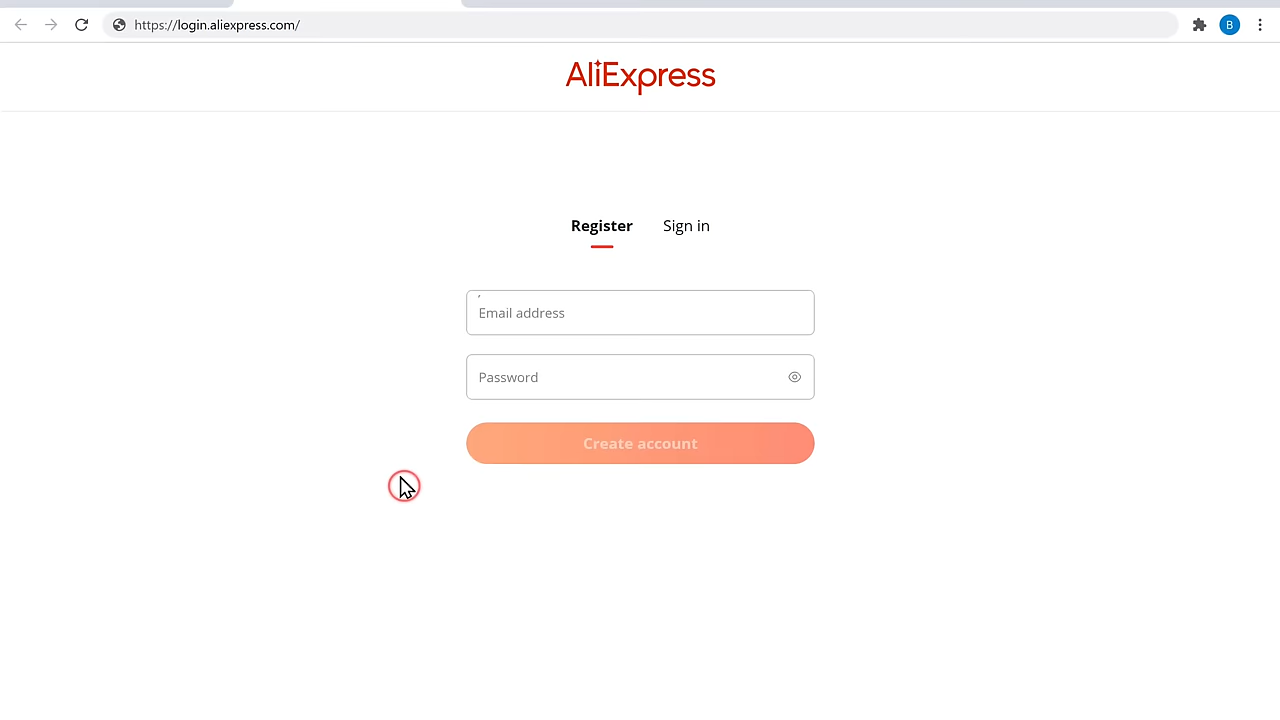 https://login.aliexpress.com/
B
AliExpress
Register Sign in
Email address
Password
Create account